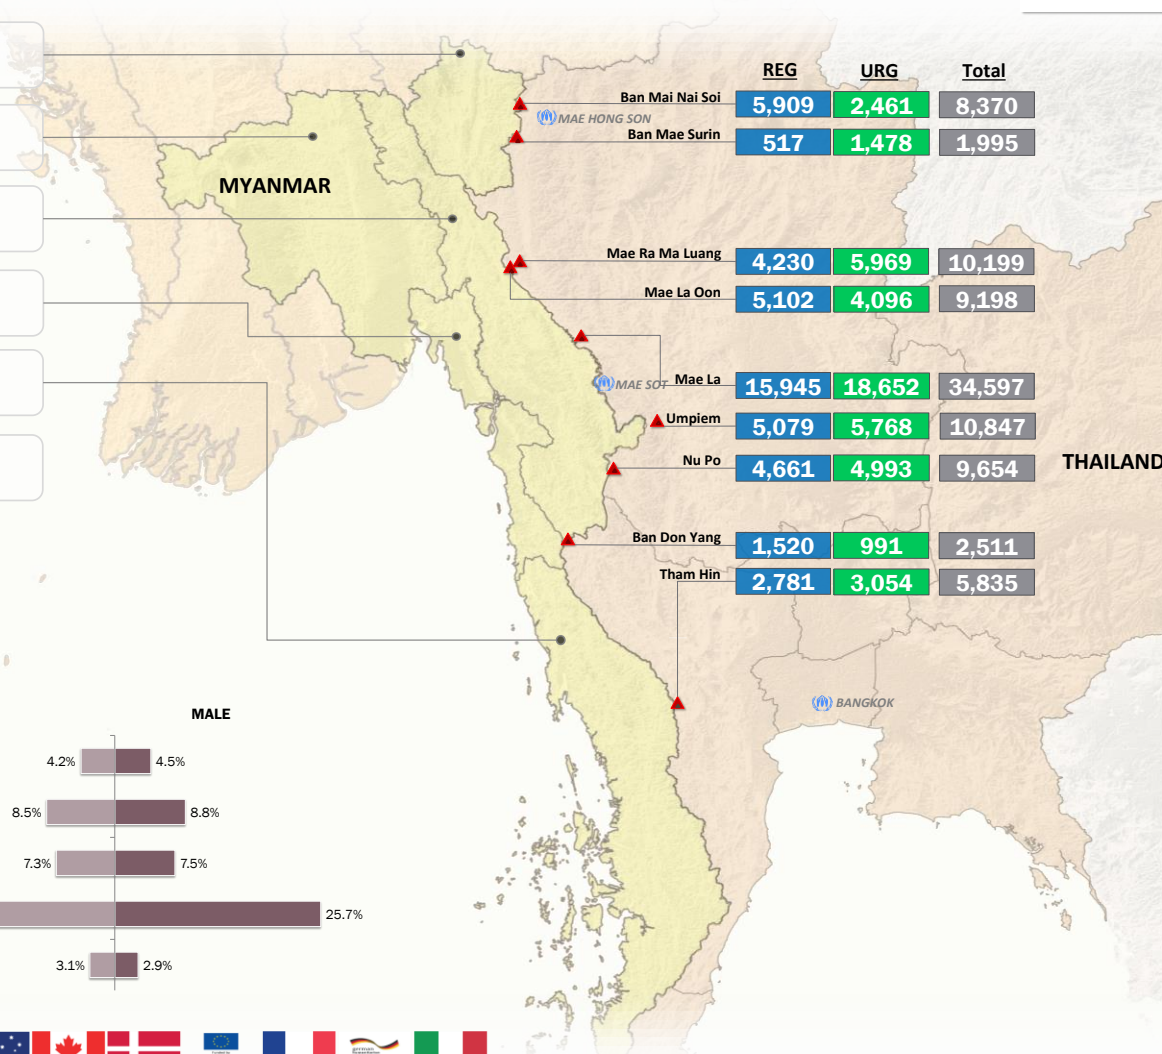 REG URG Total
Ban Mai Nai Soi 5,909 2,461 8,370
MAE HONG SON
Ban Mae Surin 517 1,478 1,995
MYANMAR
Mae Ra Ma Luang 4,230 5,969 10,199
Mae La Oon 5,102 4,096 9,198
MAE SOT
Mae La 15,945 18,652 34,597
Umpiem 5,079 5,768 10,847
Nu Po 4,661 4,993 9,654
THAILAND
Ban Don Yang 1,520 991 2,511
Tham Hin 2,781 3,054 5,835
BANGKOK
MALE
4.2% 4.5%
8.5% 8.8%
7.3% 7.5%
25.7%
3.1% 2.9%